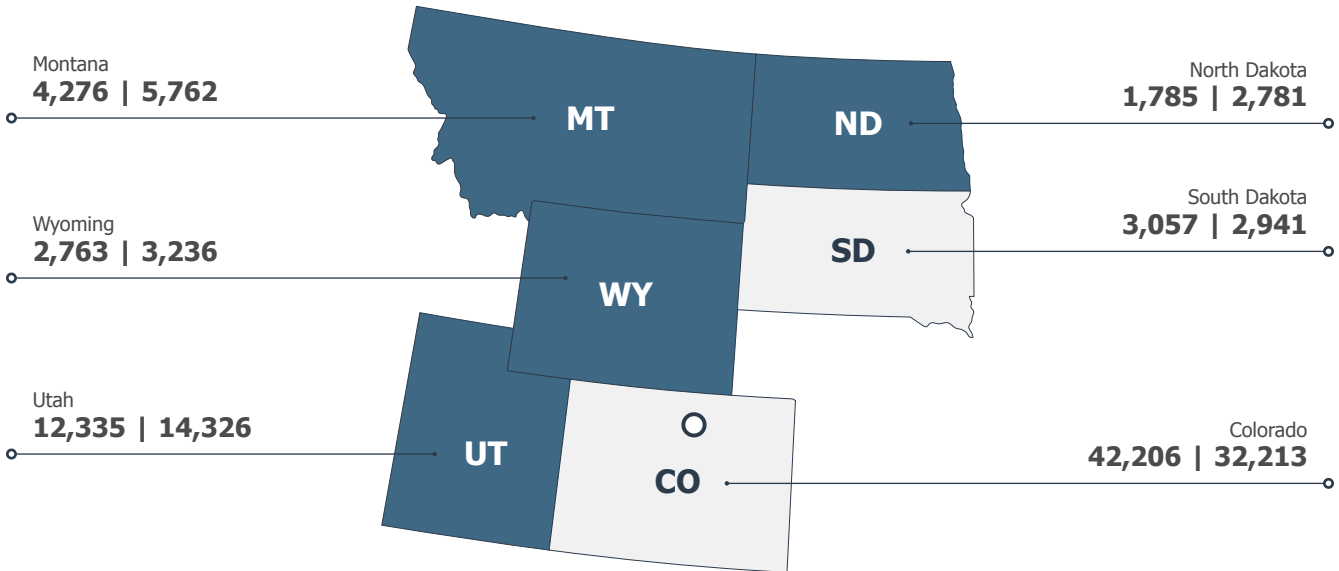 Montana
4,276 | 5,762
North Dakota
1,785 | 2,781
MT
ND
Wyoming
2,763 | 3,236
South Dakota
3,057 | 2,941
SD
WY
Utah
12,335 | 14,326
Colorado
42,206 | 32,213
UT
CO